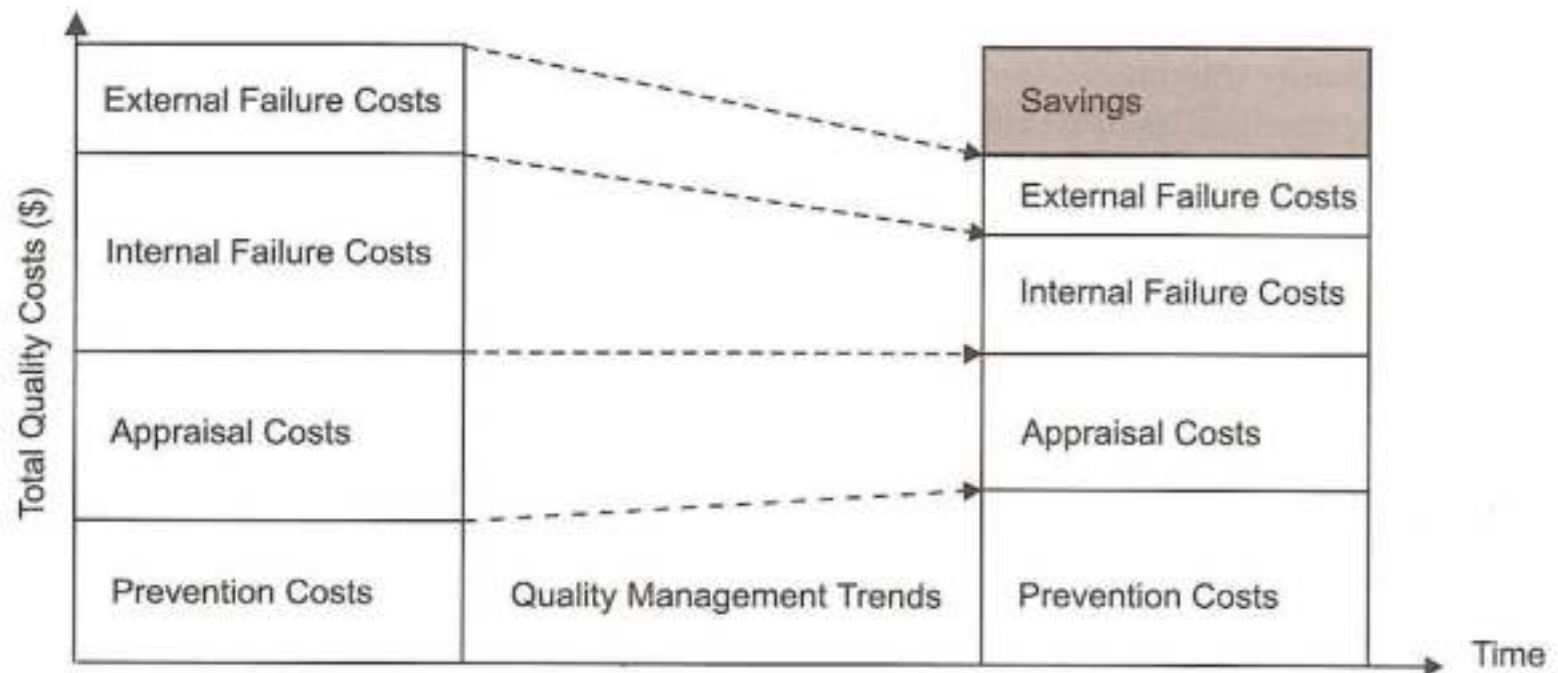 Total Quality Costs ($)
External Failure Costs
Internal Failure Costs
Appraisal Costs
Prevention Costs
Quality Management Trends
Savings
External Failure Costs
Internal Failure Costs
Appraisal Costs
Prevention Costs
Time